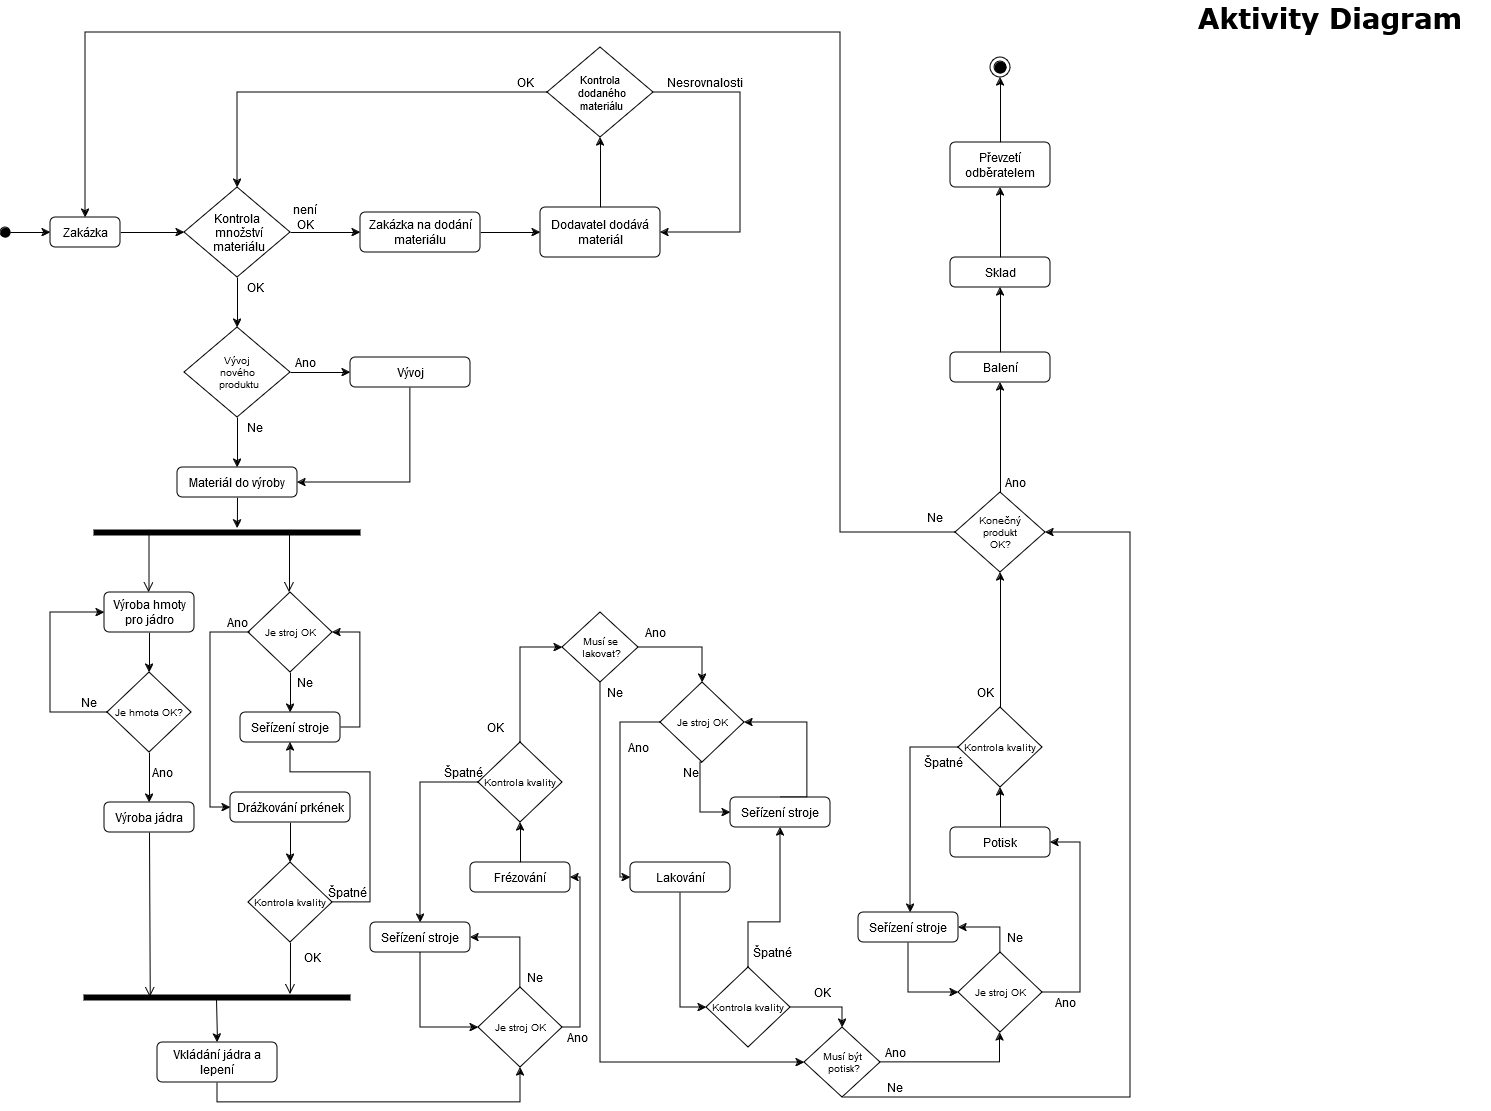 Aktivity Diagram
OK
Kontrola
dodaného
materiálu
Nesrovnalosti
Převzetí
odběratelem
Zakázka
Kontrola
množství
materiálu
není
OK
Zakázka na dodání
materiálu
Dodavatel dodává
materiál
Sklad
OK
Vývoj
nového
produktu
Ano
Vývoj
Balení
Ne
Materiál do výroby
Ano
Ne
Konečný
produkt
OK?
Výroba hmoty
pro jádro
Ano
Je stroj OK
Ne
Seřízení stroje
Ne
Je hmota OK?
Ano
Výroba jádra
Drážkování prkének
Kontrola kvality
Špatné
OK
Vkládání jádra a
lepení
Musí se
lakovat?
Ano
Ne
OK
Špatné
Kontrola kvality
Frézování
Seřízení stroje
Ne
Je stroj OK
Ano
Je stroj OK
Ano
Ne
Seřízení stroje
Lakování
Špatné
Kontrola kvality
OK
Musí být
potisk?
Ano
Ne
OK
Kontrola kvality
Špatné
Potisk
Seřízení stroje
Ne
Je stroj OK
Ano